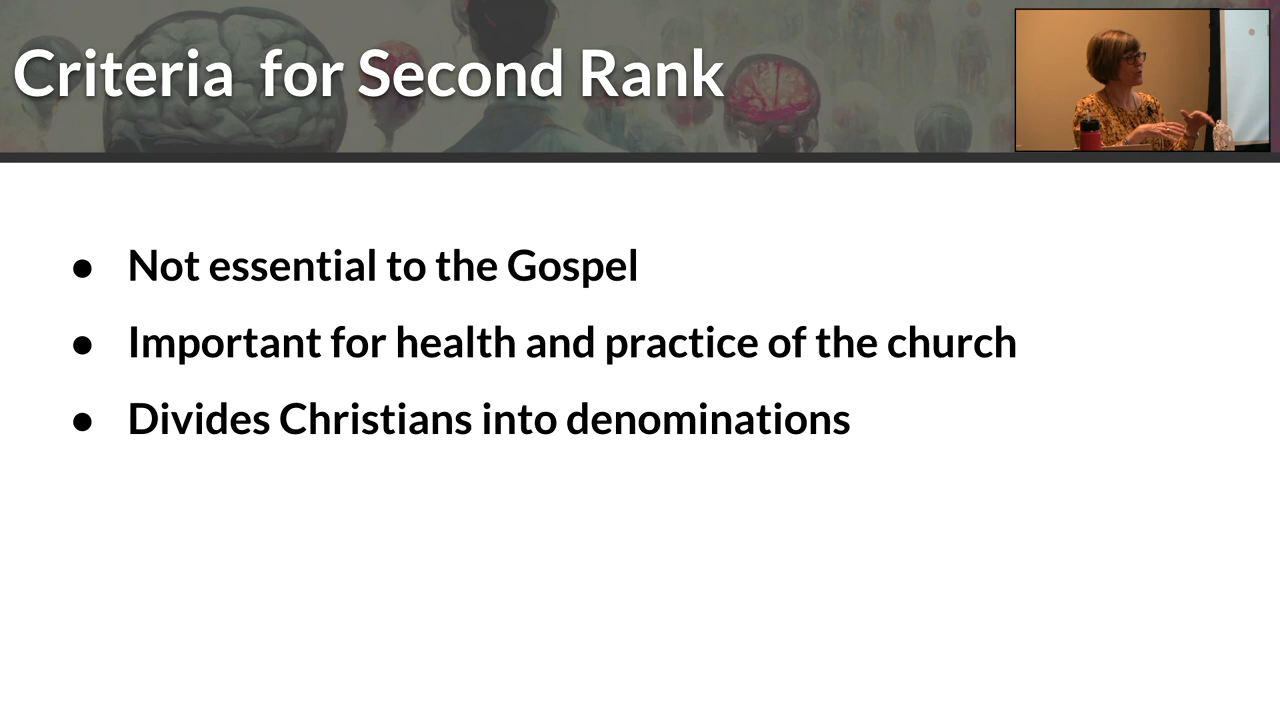 Criteria  for Second Rank
● Not essential to the Gospel
● Important for health and practice of the church
● Divides Christians into denominations